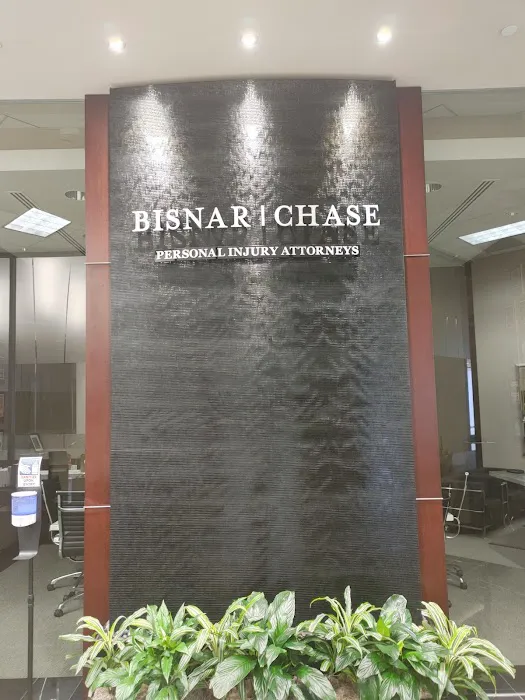 BISNAR | CHASE
PERSONAL INJURY ATTORNEYS